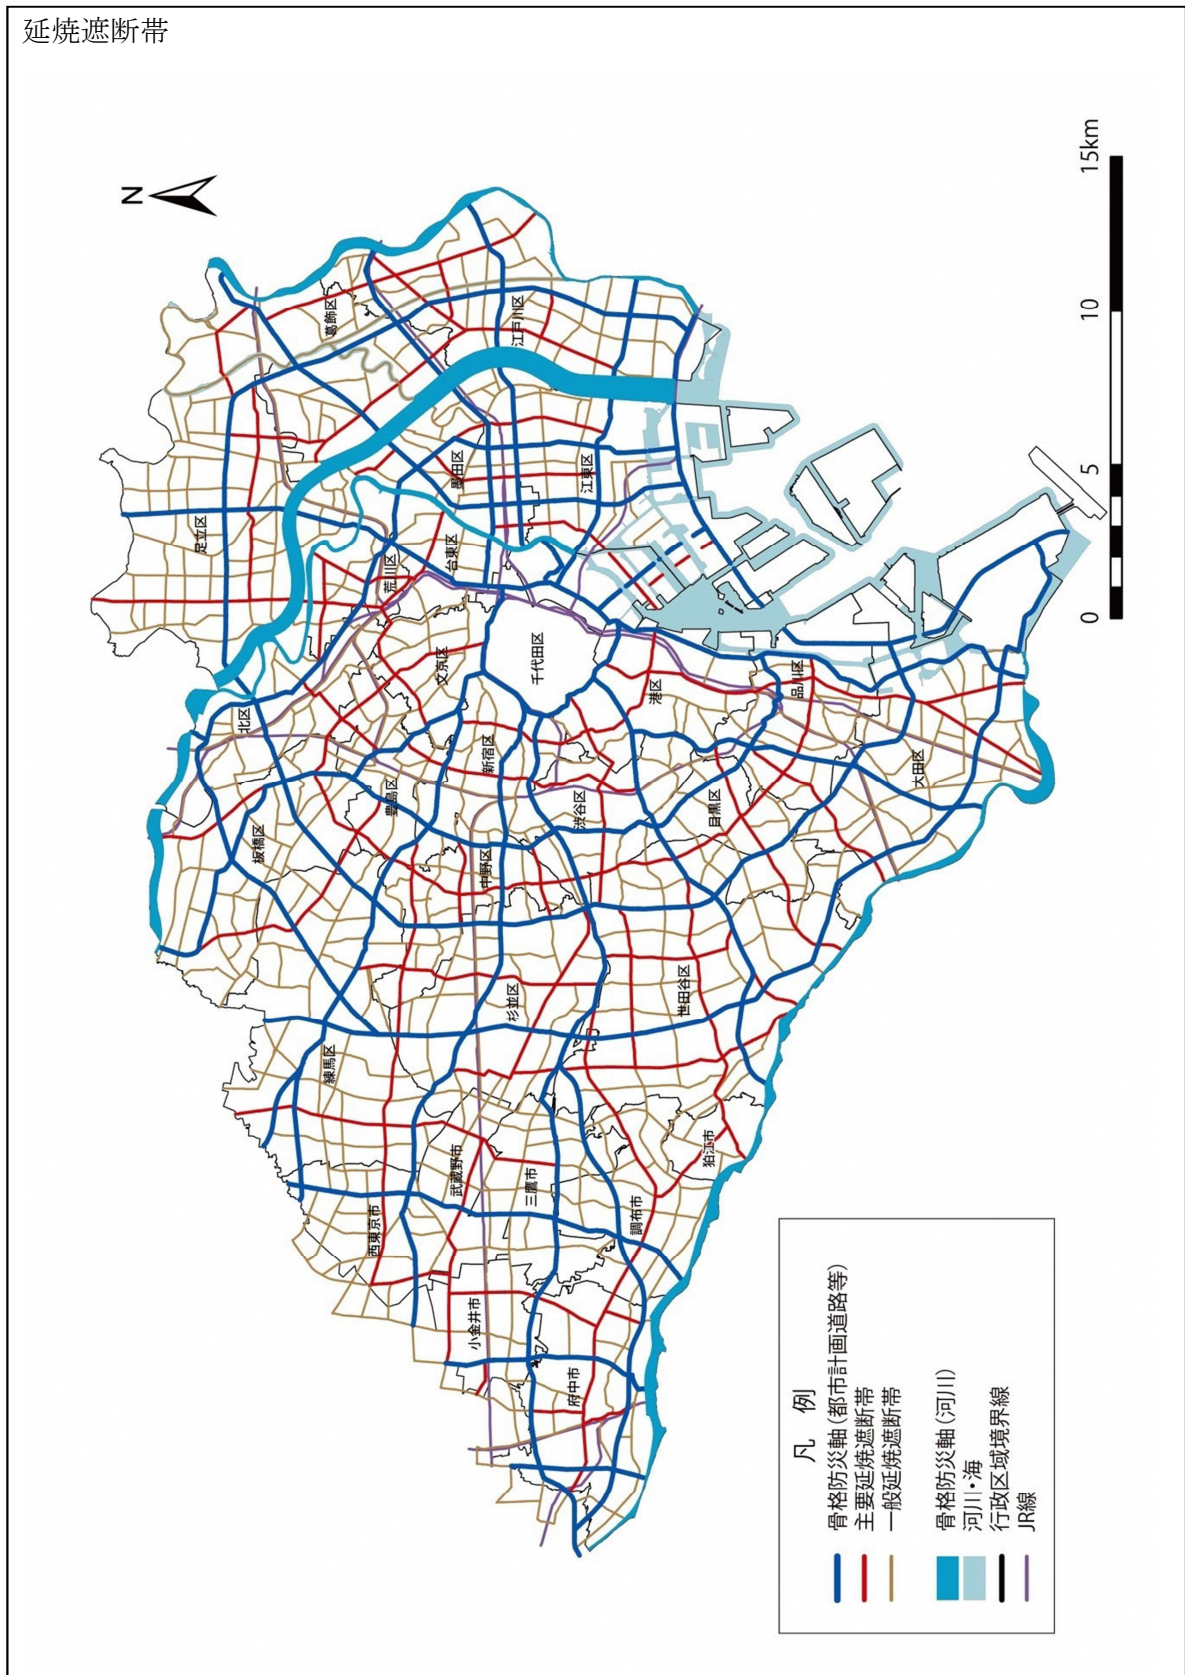 延焼遮断帯
N
15km
10
5
0
足立区
葛飾区
江戸川区
墨田区
江東区
荒川区
台東区
北区
文京区
千代田区
港区
品川区
板橋区
豊島区
新宿区
渋谷区
目黒区
大田区
中野区
練馬区
杉並区
世田谷区
西東京市
武蔵野市
三鷹市
狛江市
調布市
小金井市
府中市
凡 例
骨格防災軸(都市計画道路等)
主要延焼遮断帯
一般延焼遮断帯
骨格防災軸(河川)
河川・海
行政区域境界線
JR線